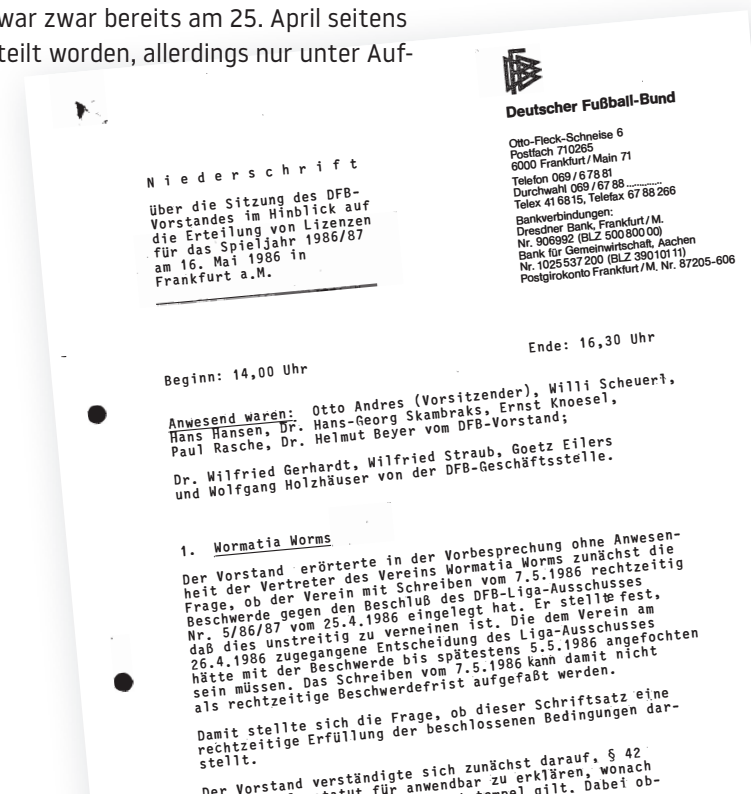 war zwar bereits am 25. April seitens
teilt worden, allerdings nur unter Auf-
Deutscher Fußball-Bund
Otto-Fleck-Schneise 6
Postfach 710265
6000 Frankfurt/Main 71
Telefon 069/67881
Durchwahl 069/6788............
Telex 416815, Telefax 6788266
Bankverbindungen:
Dresdner Bank, Frankfurt/M.
Nr. 906992 (BLZ 50080000)
Bank für Gemeinwirtschaft, Aachen
Nr. 1025537200 (BLZ 39010111)
Postgirokonto Frankfurt/M. Nr. 87205-606
N i e d e r s c h r i f t
über die Sitzung des DFB-
Vorstandes im Hinblick auf
die Erteilung von Lizenzen
für das Spieljahr 1986/87
am 16. Mai 1986 in
Frankfurt a.M.
Beginn: 14,00 Uhr
Ende: 16,30 Uhr
Anwesend waren: Otto Andres (Vorsitzender), Willi Scheuerl,
Hans Hansen, Dr. Hans-Georg Skambraks, Ernst Knoesel,
Paul Rasche, Dr. Helmut Beyer vom DFB-Vorstand;
Dr. Wilfried Gerhardt, Wilfried Straub, Goetz Eilers
und Wolfgang Holzhäuser von der DFB-Geschäftsstelle.
1. Wormatia Worms
Der Vorstand erörterte in der Vorbesprechung ohne Anwesen-
heit der Vertreter des Vereins Wormatia Worms zunächst die
Frage, ob der Verein mit Schreiben vom 7.5.1986 rechtzeitig
Beschwerde gegen den Beschluß des DFB-Liga-Ausschusses
Nr. 5/86/87 vom 25.4.1986 eingelegt hat. Er stellte fest,
daß dies unstreitig zu verneinen ist. Die dem Verein am
26.4.1986 zugegangene Entscheidung des Liga-Ausschusses
hätte mit der Beschwerde bis spätestens 5.5.1986 angefochten
sein müssen. Das Schreiben vom 7.5.1986 kann damit nicht
als rechtzeitige Beschwerdefrist aufgefaßt werden.
Damit stellte sich die Frage, ob dieser Schriftsatz eine
rechtzeitige Erfüllung der beschlossenen Bedingungen dar-
stellt.
Der Vorstand verständigte sich zunächst darauf, § 42
für anwendbar zu erklären, wonach
gilt. Dabei ob-